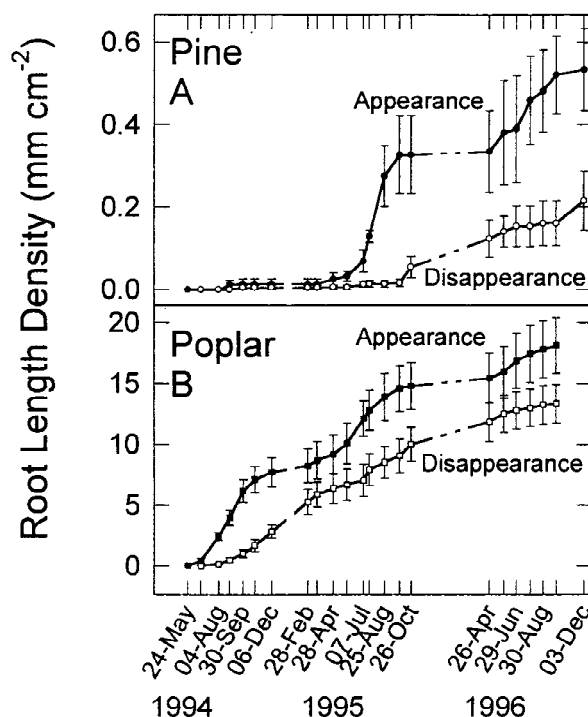 Root Length Density (mm cm⁻²)
Pine
A
Appearance
Disappearance
0.6
0.4
0.2
0.0
Poplar
B
Appearance
Disappearance
20
15
10
5
0
24-May
04-Aug
30-Sep
06-Dec
28-Feb
28-Apr
07-Jul
25-Aug
26-Oct
26-Apr
29-Jun
30-Aug
03-Dec
1994
1995
1996